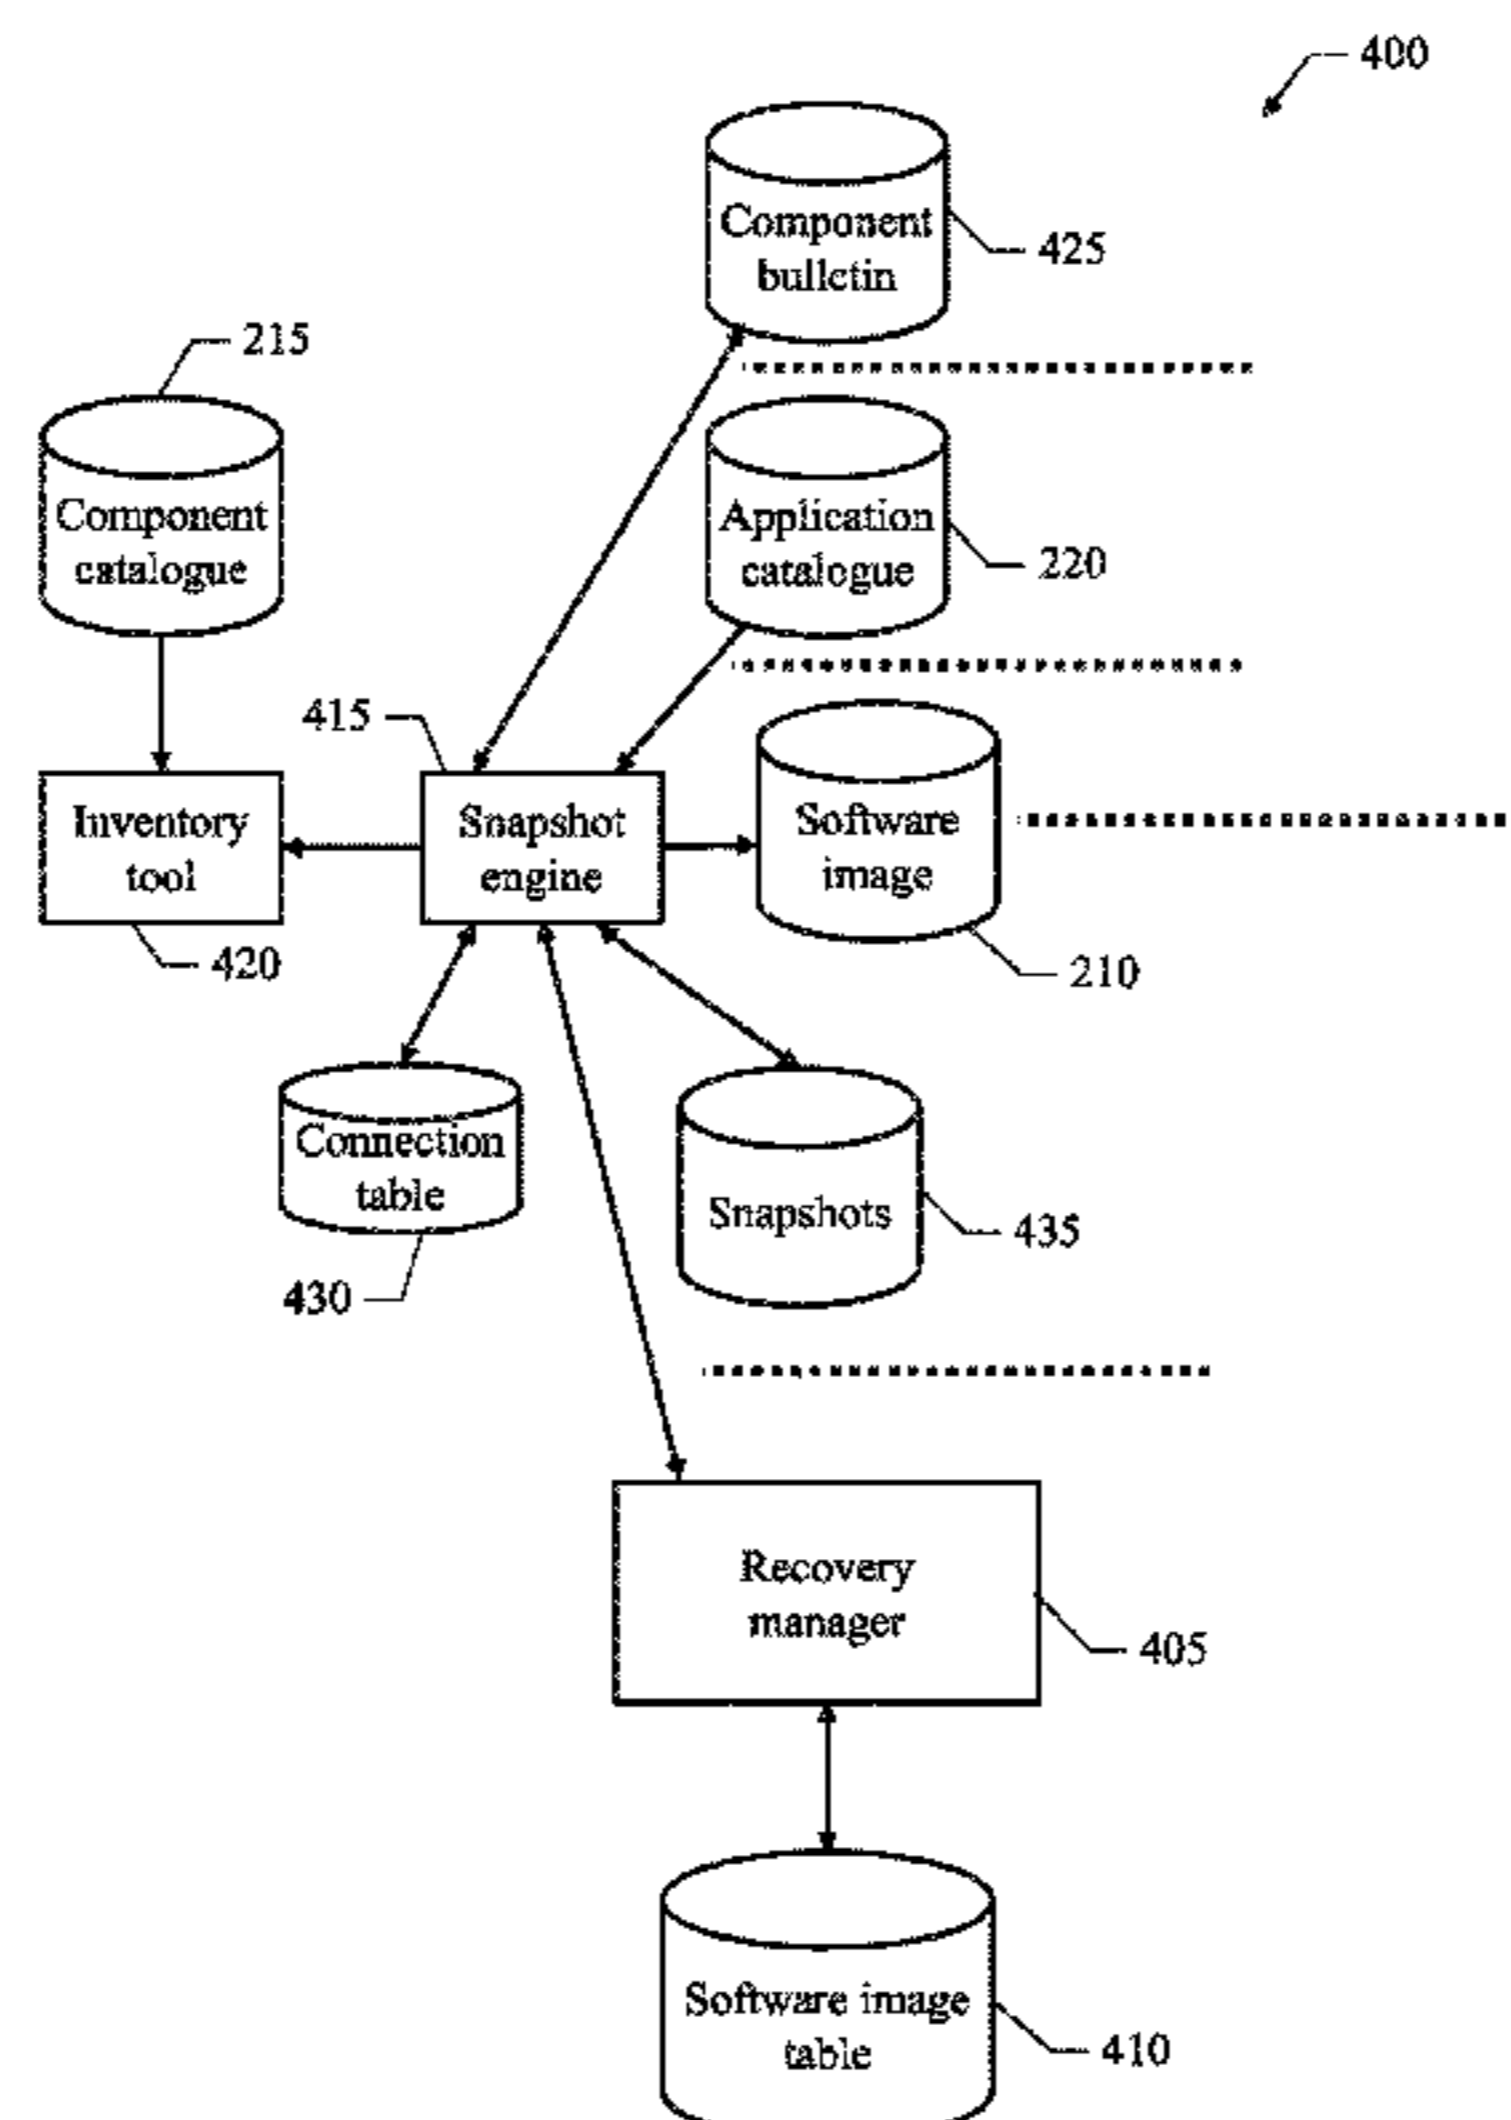 400
Component
bulletin
425
215
Component
catalogue
Application
catalogue
220
415
Inventory
tool
Snapshot
engine
Software
image
420
210
Connection
table
Snapshots
435
430
Recovery
manager
405
Software image
table
410